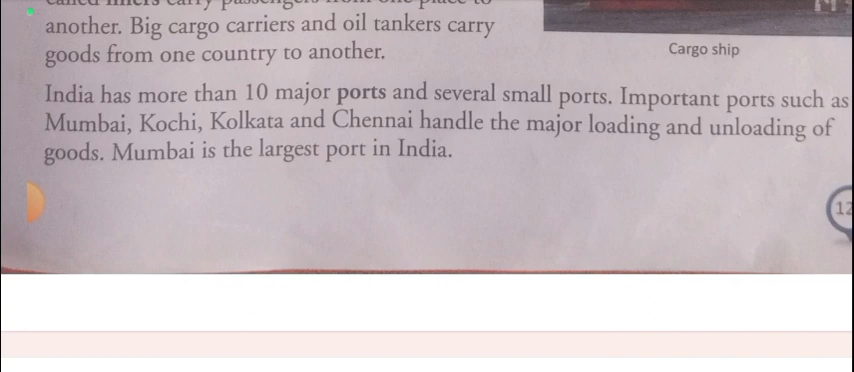 another. Big cargo carriers and oil tankers carry
goods from one country to another.
Cargo ship
India has more than 10 major ports and several small ports. Important ports such as
Mumbai, Kochi, Kolkata and Chennai handle the major loading and unloading of
goods. Mumbai is the largest port in India.
12